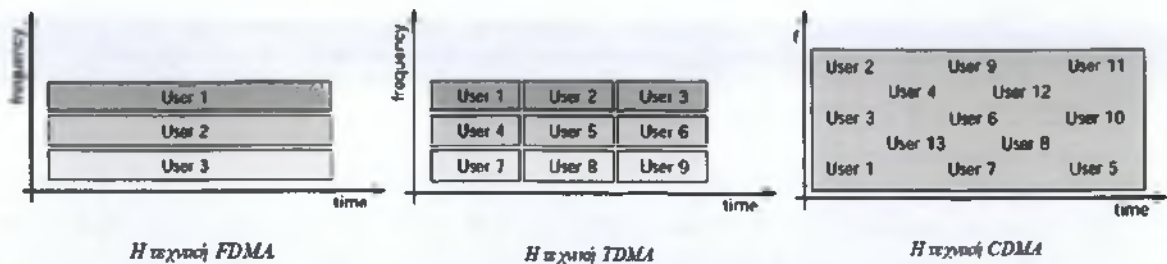 frequency
User 1
User 2
User 3
time
Η τεχνική FDMA
frequency
User 1 User 2 User 3
User 4 User 5 User 6
User 7 User 8 User 9
time
Η τεχνική TDMA
f
User 2 User 9 User 11
User 4 User 12
User 3 User 6 User 10
User 13 User 8
User 1 User 7 User 5
time
Η τεχνική CDMA